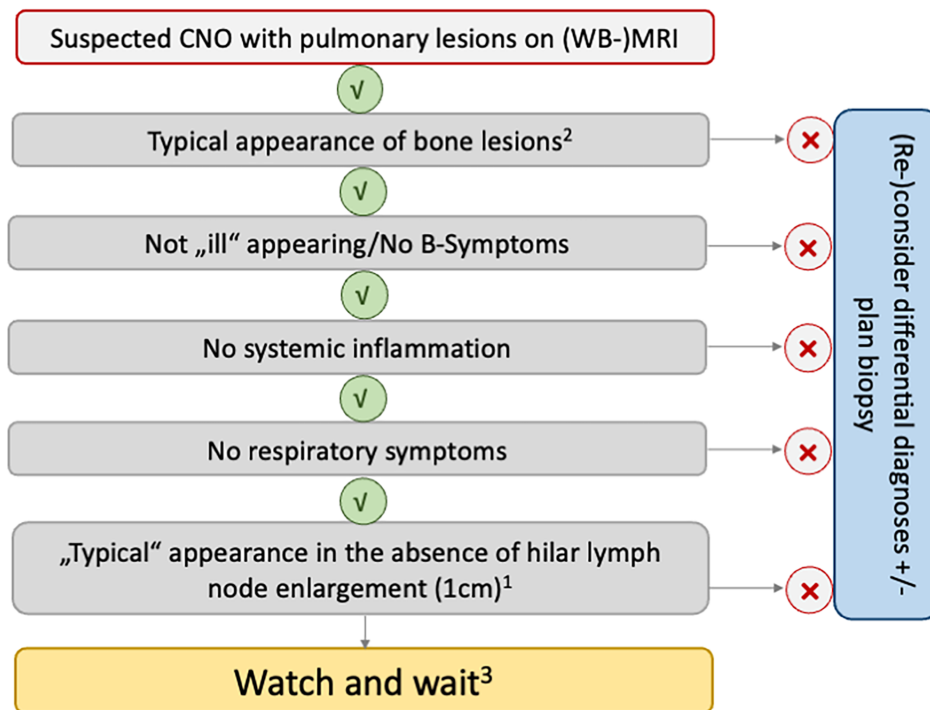 Suspected CNO with pulmonary lesions on (WB-)MRI
√
Typical appearance of bone lesions²
×
√
Not „ill“ appearing/No B-Symptoms
×
√
No systemic inflammation
×
√
No respiratory symptoms
×
√
„Typical“ appearance in the absence of hilar lymph
node enlargement (1cm)¹
×
Watch and wait³
(Re-)consider differential diagnoses +/-
plan biopsy